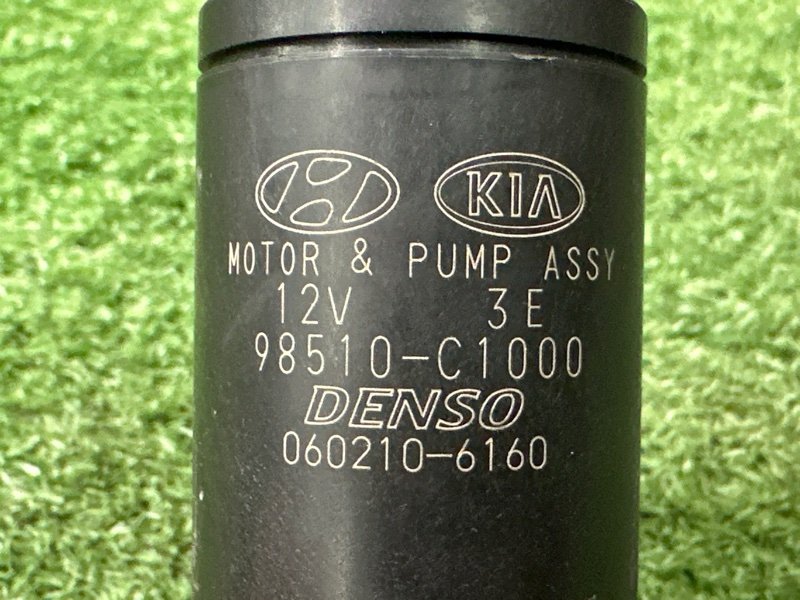 KIA
MOTOR & PUMP ASSY
12V 3E
98510-C1000
DENSO
060210-6160